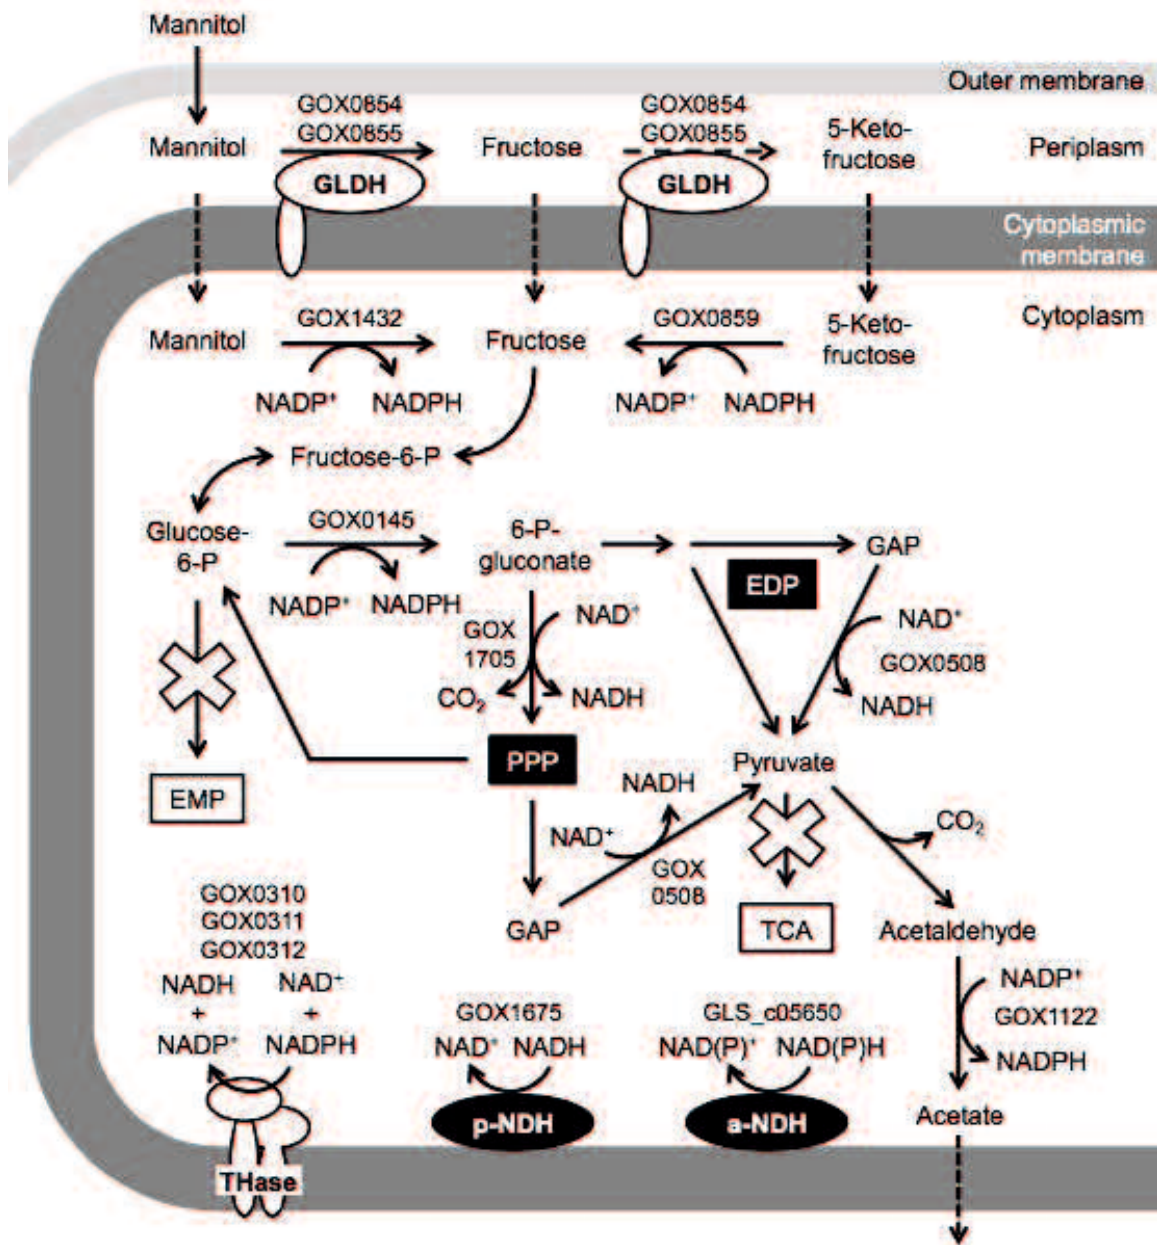 Mannitol
Outer membrane
GOX0854
GOX0855
GOX0854
GOX0855
Mannitol
Fructose
5-Keto-
fructose
Periplasm
GLDH
GLDH
Cytoplasmic
membrane
Mannitol
GOX1432
Fructose
GOX0859
5-Keto-
fructose
Cytoplasm
NADP⁺
NADPH
NADP⁺
NADPH
Fructose-6-P
Glucose-
6-P
GOX0145
6-P-
gluconate
GAP
EDP
NADP⁺
NADPH
GOX
1705
NAD⁺
NAD⁺
GOX0508
CO₂
NADH
NADH
PPP
Pyruvate
EMP
NADH
NAD⁺
GOX
0508
CO₂
GOX0310
GOX0311
GOX0312
GAP
TCA
Acetaldehyde
NADH
+
NADP⁺
NAD⁺
+
NADPH
GOX1675
NAD⁺ NADH
GLS_c05650
NAD(P)⁺ NAD(P)H
NADP⁺
GOX1122
NADPH
p-NDH
a-NDH
Acetate
THase